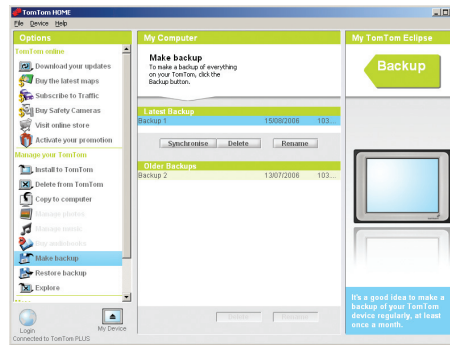 TomTom HOME
File Device Help
Options
TomTom online
Download your updates
Buy the latest maps
Subscribe to Traffic
Buy Safety Cameras
Visit online store
Activate your promotion
Manage your TomTom
Install to TomTom
Delete from TomTom
Copy to computer
Manage photos
Manage music
Buy audiobooks
Make backup
Restore backup
Explore
Login
My Device
Connected to TomTom PLUS
My Computer
Make backup
To make a backup of everything
on your TomTom, click the
Backup button.
Latest Backup
Backup 1 15/08/2006 103...
Synchronise Delete Rename
Older Backups
Backup 2 13/07/2006 103...
Delete Rename
My TomTom Eclipse
Backup
It's a good idea to make a
backup of your TomTom
device regularly, at least
once a month.